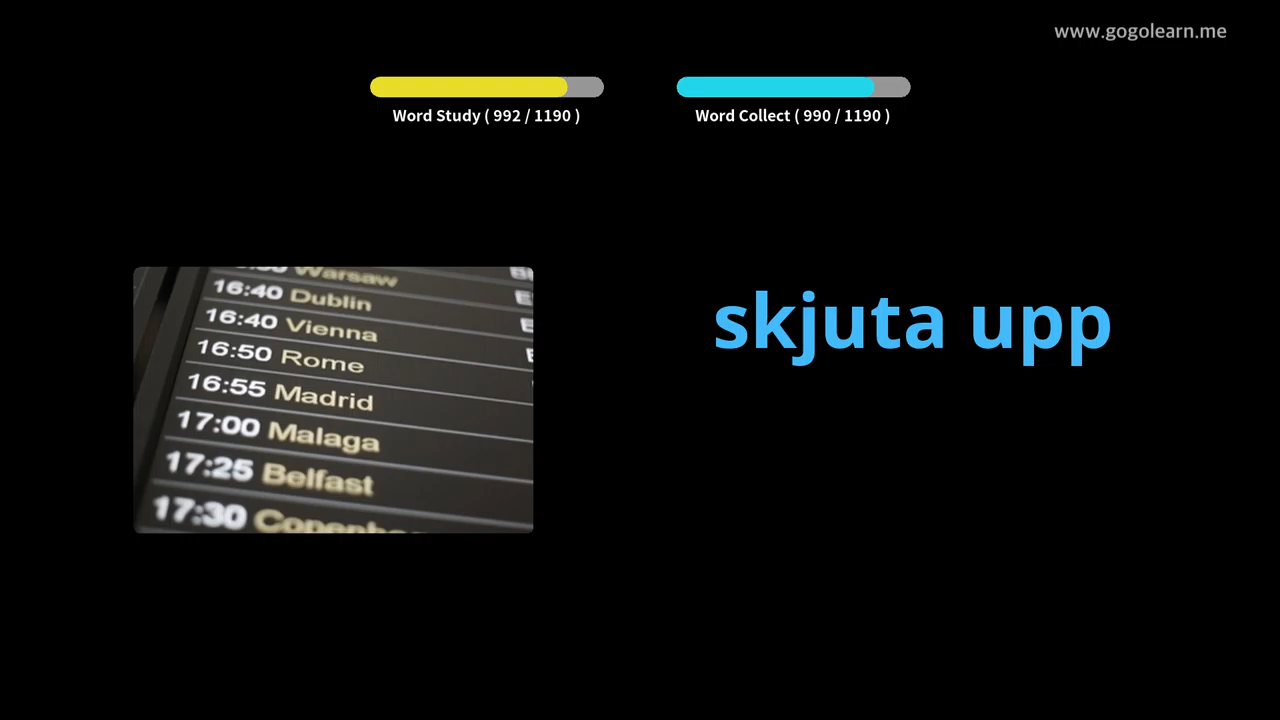 www.gogolearn.me
Word Study ( 992 / 1190 )
Word Collect ( 990 / 1190 )
skjuta upp
Warsaw
16:40 Dublin
16:40 Vienna
16:50 Rome
16:55 Madrid
17:00 Malaga
17:25 Belfast
17:30